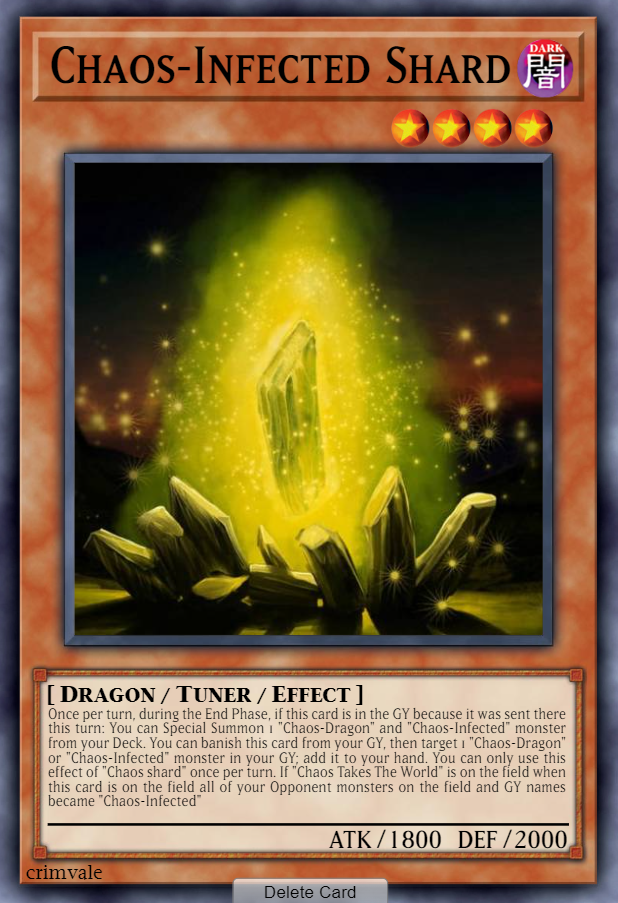 Chaos-Infected Shard
DARK
闇
[ Dragon / Tuner / Effect ]
Once per turn, during the End Phase, if this card is in the GY because it was sent there
this turn: You can Special Summon 1 "Chaos-Dragon" and "Chaos-Infected" monster
from your Deck. You can banish this card from your GY, then target 1 "Chaos-Dragon"
or "Chaos-Infected" monster in your GY; add it to your hand. You can only use this
effect of "Chaos shard" once per turn. If "Chaos Takes The World" is on the field when
this card is on the field all of your Opponent monsters on the field and GY names
became "Chaos-Infected"
ATK / 1800 DEF / 2000
crimvale
Delete Card